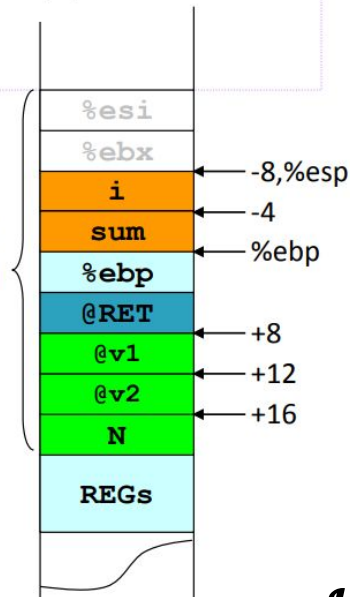 %esi
%ebx
-8,%esp
i
-4
sum
%ebp
%ebp
@RET
+8
@v1
+12
@v2
+16
N
REGs